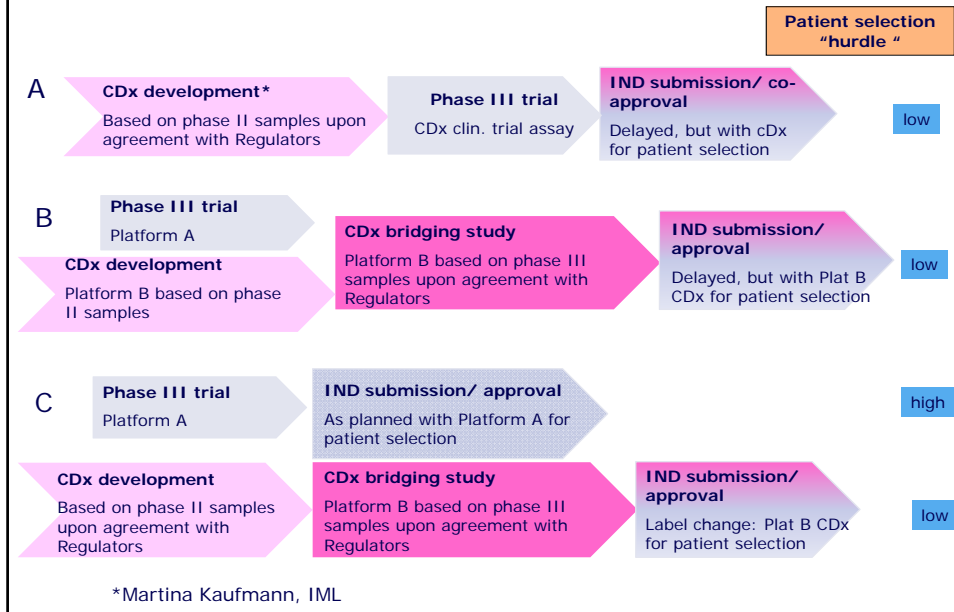 Patient selection
“hurdle “
A
CDx development*
Based on phase II samples upon
agreement with Regulators
Phase III trial
CDx clin. trial assay
IND submission/ co-
approval
Delayed, but with cDx
for patient selection
low
B
Phase III trial
Platform A
CDx development
Platform B based on phase
II samples
CDx bridging study
Platform B based on phase III
samples upon agreement with
Regulators
IND submission/
approval
Delayed, but with Plat B
CDx for patient selection
low
C
Phase III trial
Platform A
IND submission/ approval
As planned with Platform A for
patient selection
high
CDx development
Based on phase II samples
upon agreement with
Regulators
CDx bridging study
Platform B based on phase III
samples upon agreement with
Regulators
IND submission/
approval
Label change: Plat B CDx
for patient selection
low
*Martina Kaufmann, IML